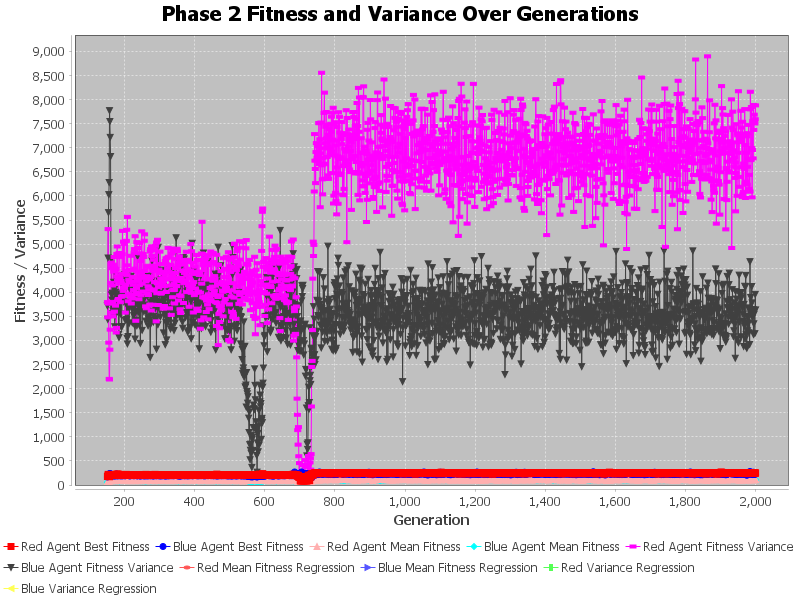 Phase 2 Fitness and Variance Over Generations
Fitness / Variance
9,000
8,500
8,000
7,500
7,000
6,500
6,000
5,500
5,000
4,500
4,000
3,500
3,000
2,500
2,000
1,500
1,000
500
0
200 400 600 800 1,000 1,200 1,400 1,600 1,800 2,000
Generation
Red Agent Best Fitness Blue Agent Best Fitness Red Agent Mean Fitness Blue Agent Mean Fitness Red Agent Fitness Variance
Blue Agent Fitness Variance Red Mean Fitness Regression Blue Mean Fitness Regression Red Variance Regression
Blue Variance Regression